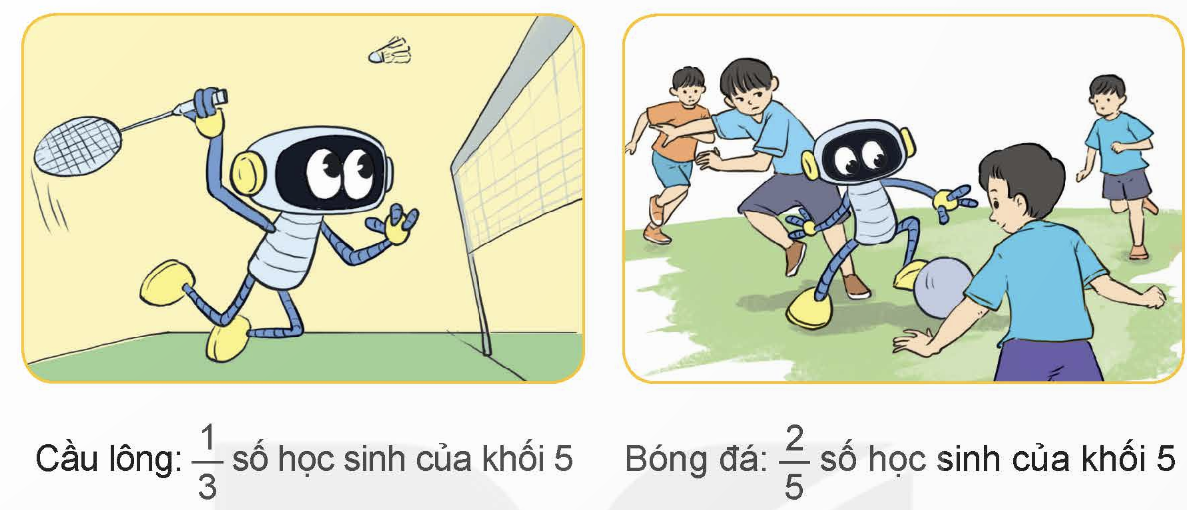 Cầu lông: 1/3 số học sinh của khối 5
Bóng đá: 2/5 số học sinh của khối 5